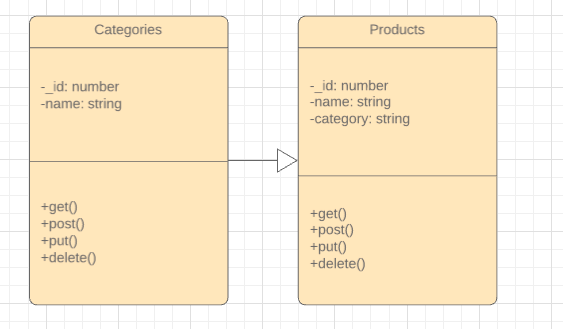 Categories
-_id: number
-name: string
+get()
+post()
+put()
+delete()
Products
-_id: number
-name: string
-category: string
+get()
+post()
+put()
+delete()